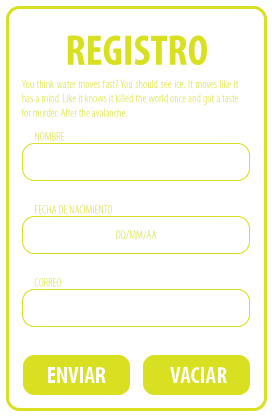 REGISTRO
You think water moves fast? You should see ice. It moves like it
has a mind. Like it knows it killed the world once and got a taste
for murder. After the avalanche.
NOMBRE
FECHA DE NACIMIENTO
DD/MM/AA
CORREO
ENVIAR VACIAR